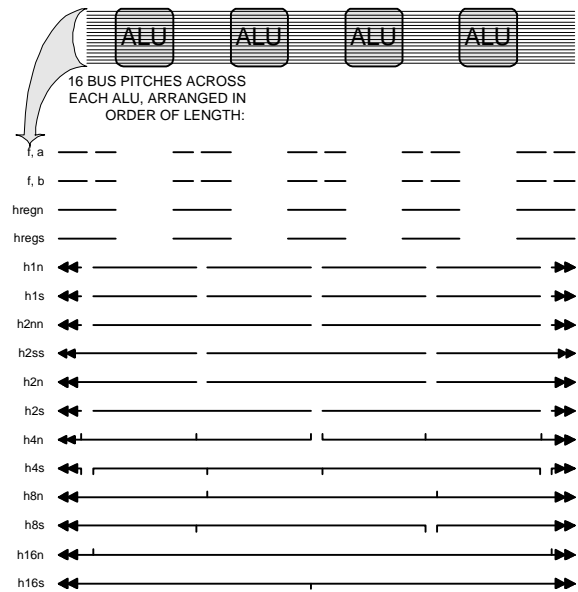 ALU ALU ALU ALU
16 BUS PITCHES ACROSS
EACH ALU, ARRANGED IN
ORDER OF LENGTH:
f, a
f, b
hregn
hregs
h1n
h1s
h2nn
h2ss
h2n
h2s
h4n
h4s
h8n
h8s
h16n
h16s